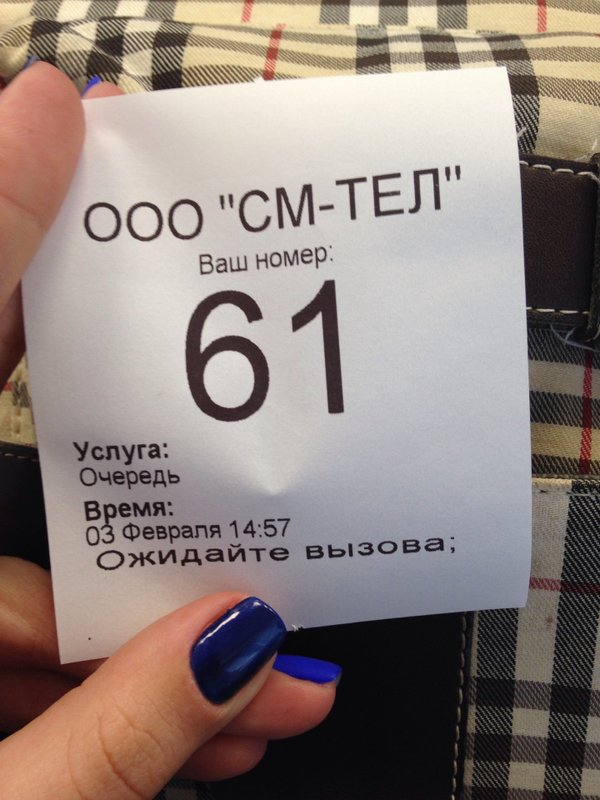 ООО "СМ-ТЕЛ"
Ваш номер:
61
Услуга:
Очередь
Время:
03 Февраля 14:57
Ожидайте вызова;